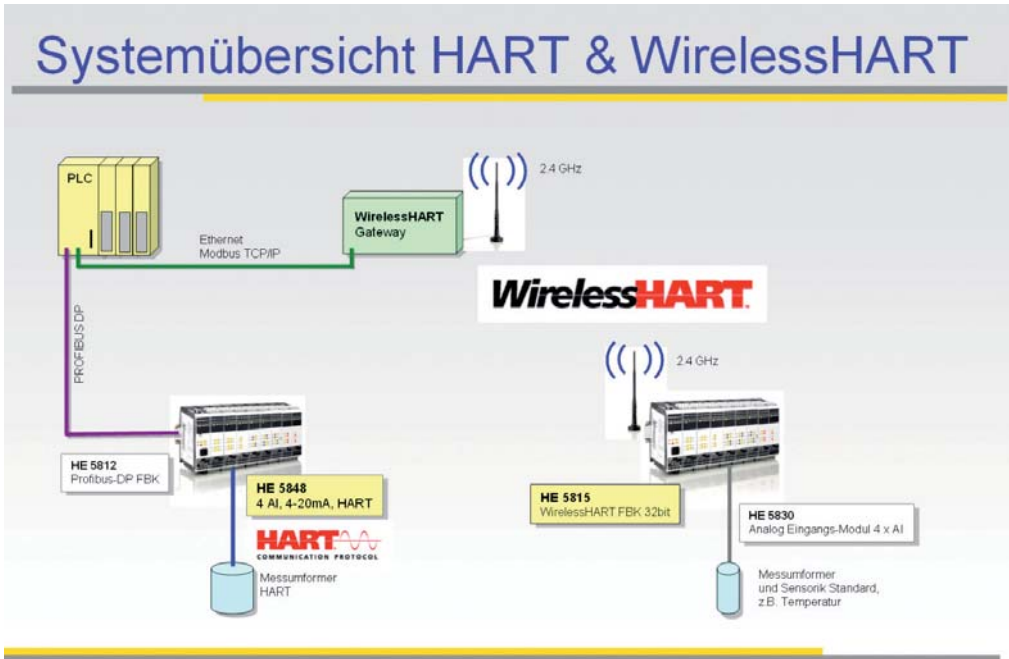 Systemübersicht HART & WirelessHART
PLC
2.4 GHz
WirelessHART
Gateway
Ethernet
Modbus TCP/IP
WirelessHART
PROFIBUS DP
2.4 GHz
HE 5812
Profibus-DP FBK
HE 5848
4 AI, 4-20mA, HART
HE 5815
WirelessHART FBK 32bit
HE 5830
Analog Eingangs-Modul 4 x AI
HART
COMMUNICATION PROTOCOL
Messumformer
HART
Messumformer
und Sensorik Standard,
z.B. Temperatur